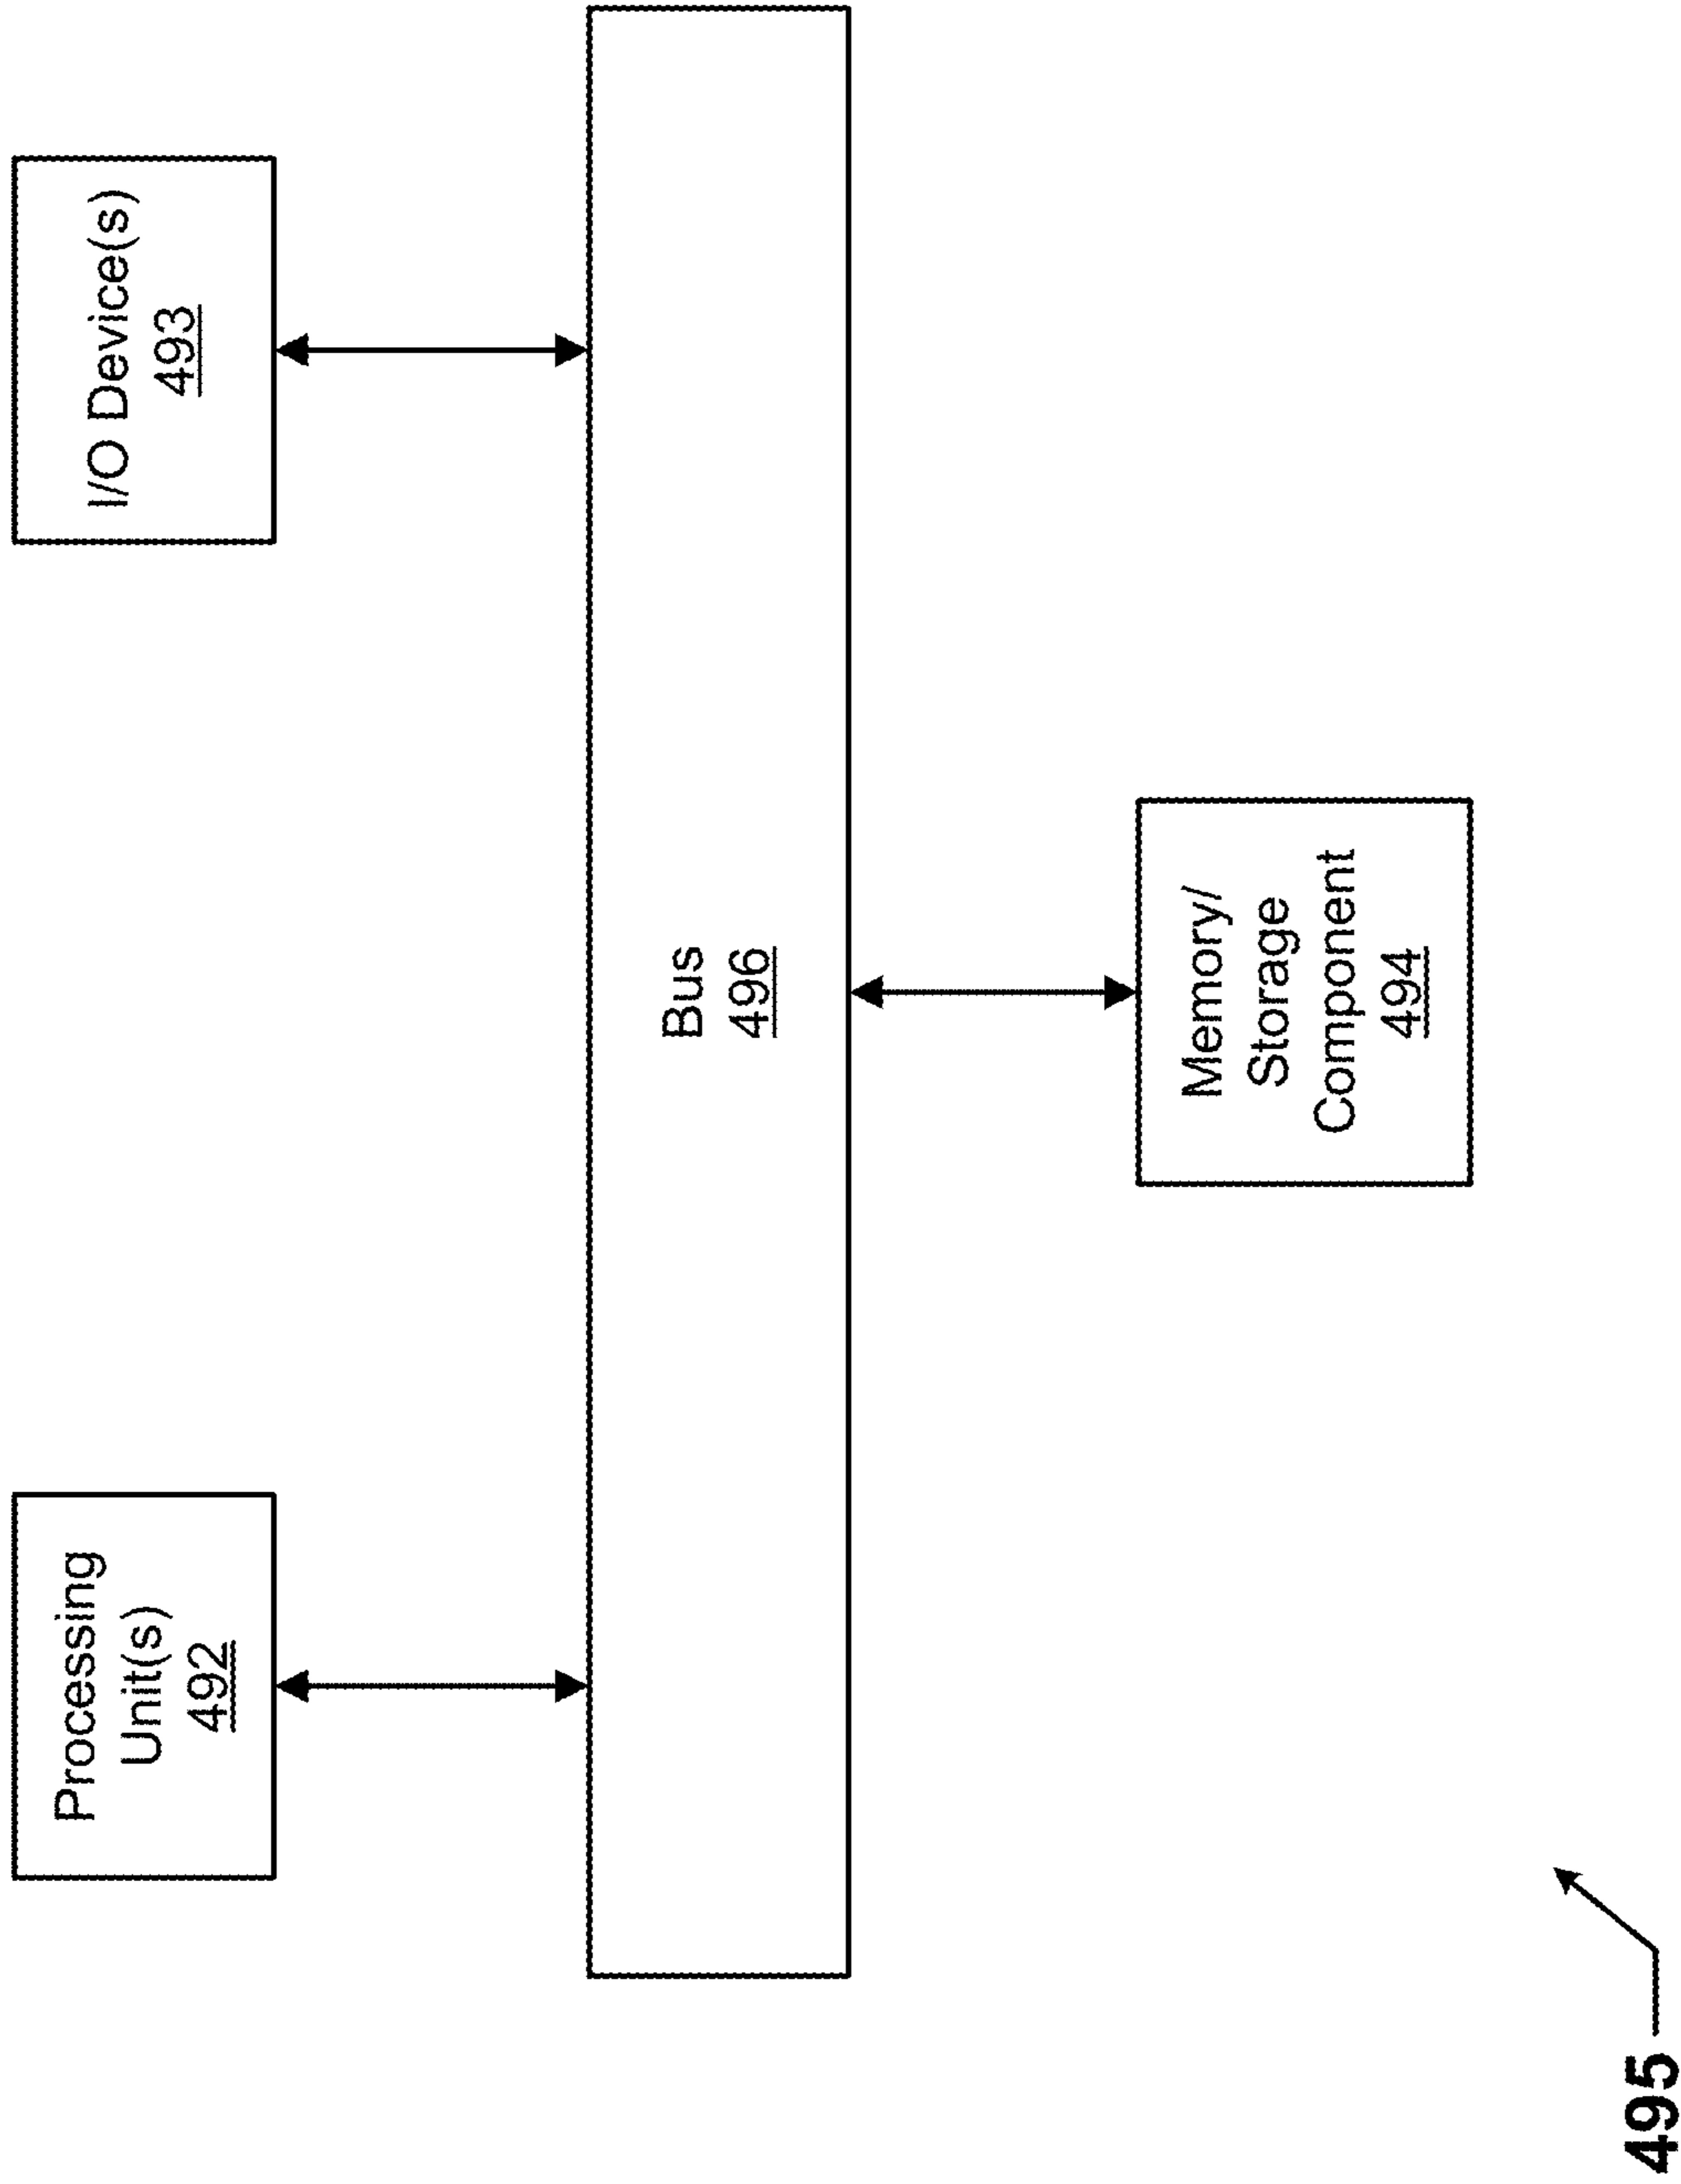 Processing
Unit(s)
492
I/O Device(s)
493
Bus
496
Memory/
Storage
Component
494
495